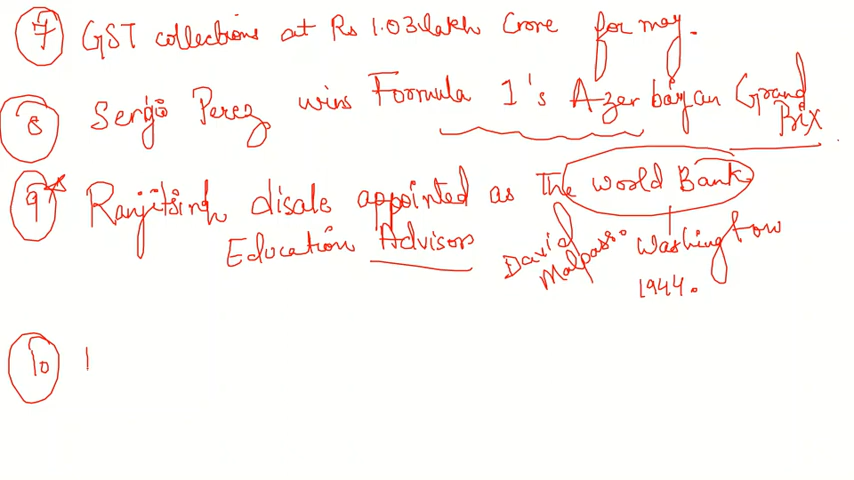 7 GST collections at Rs 1.03 lakh Crore for may.
8 Sergio Perez wins Formula 1's Azerbaijan Grand
Prix
9 Ranjitsinh disale appointed as The World Bank
Education Advisor
David
Malpass.
Washington
1944.
10